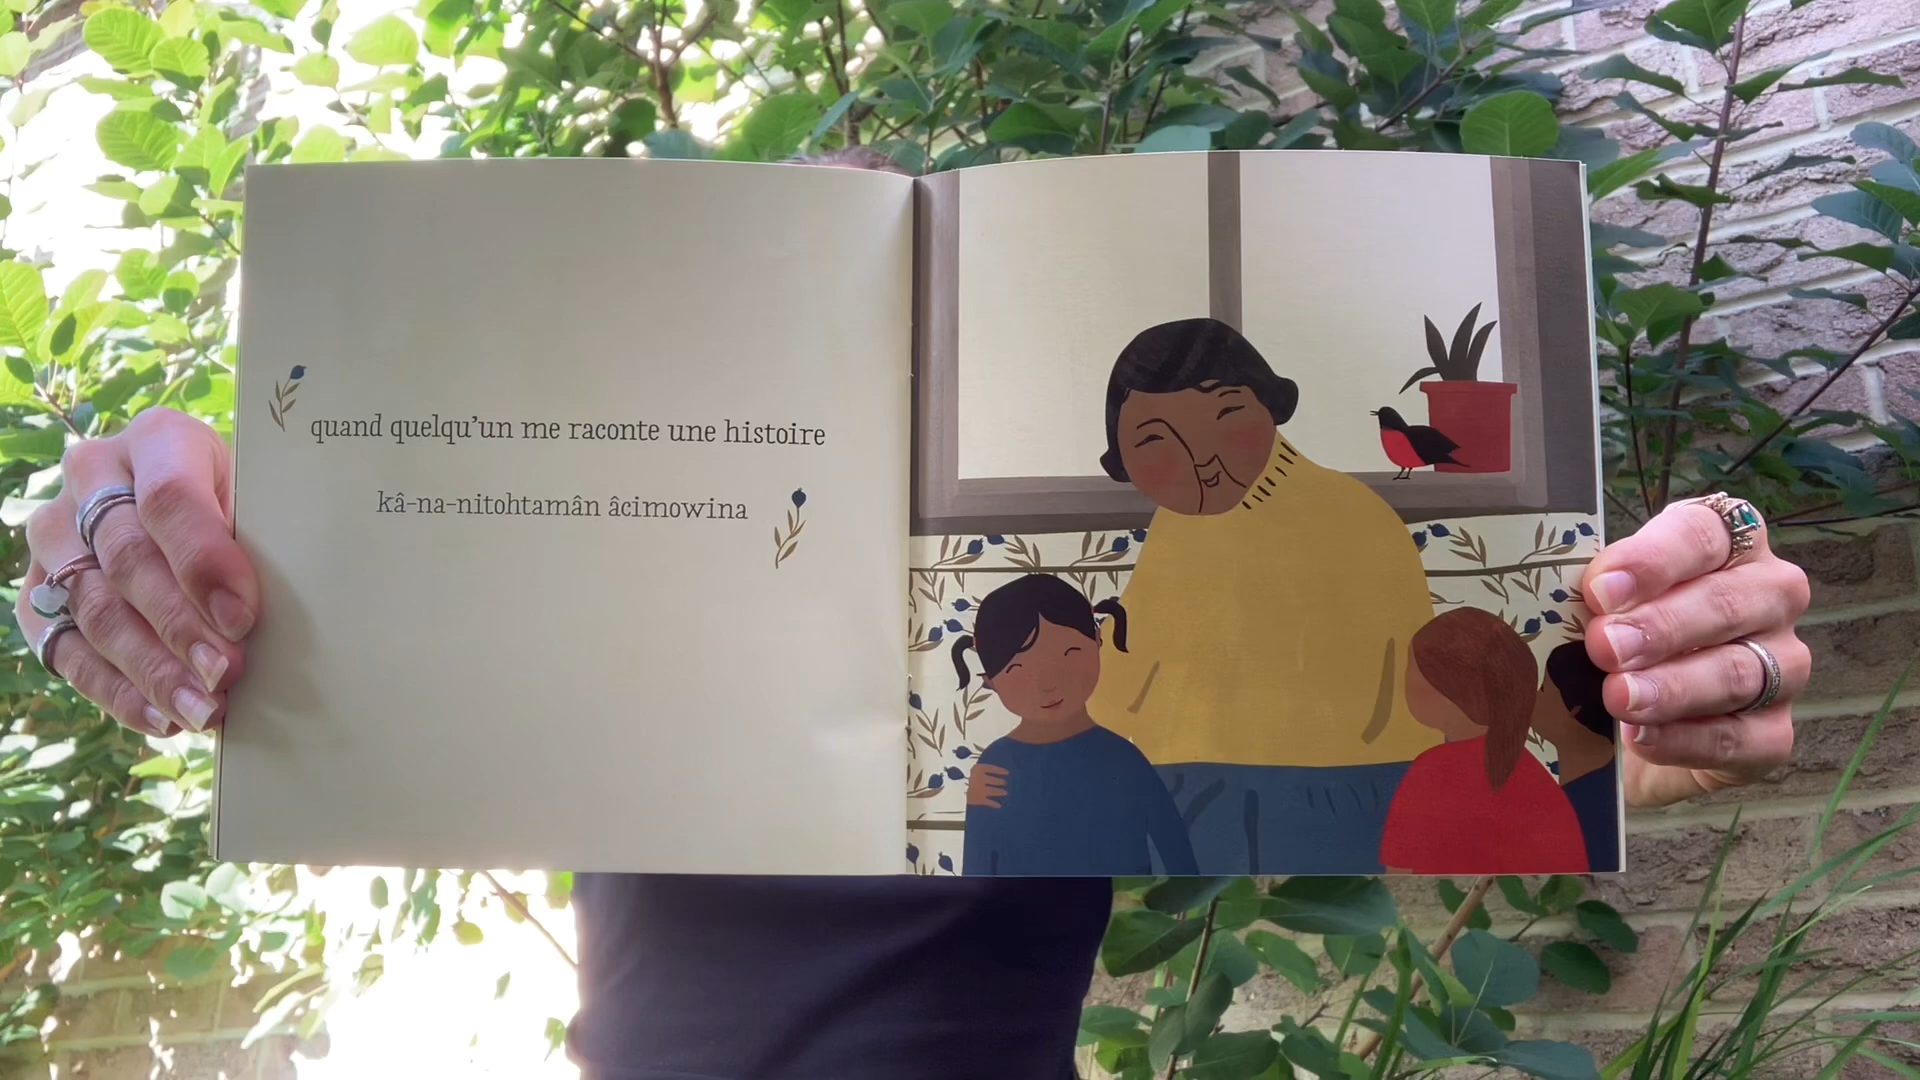 quand quelqu’un me raconte une histoire
kâ-na-nitohtamân âcimowina